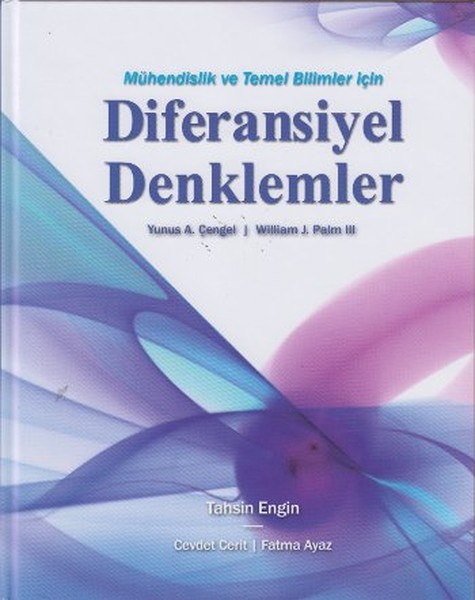 Mühendislik ve Temel Bilimler için
Diferansiyel
Denklemler
Yunus A. Çengel | William J. Palm III
Tahsin Engin
Cevdet Cerit | Fatma Ayaz